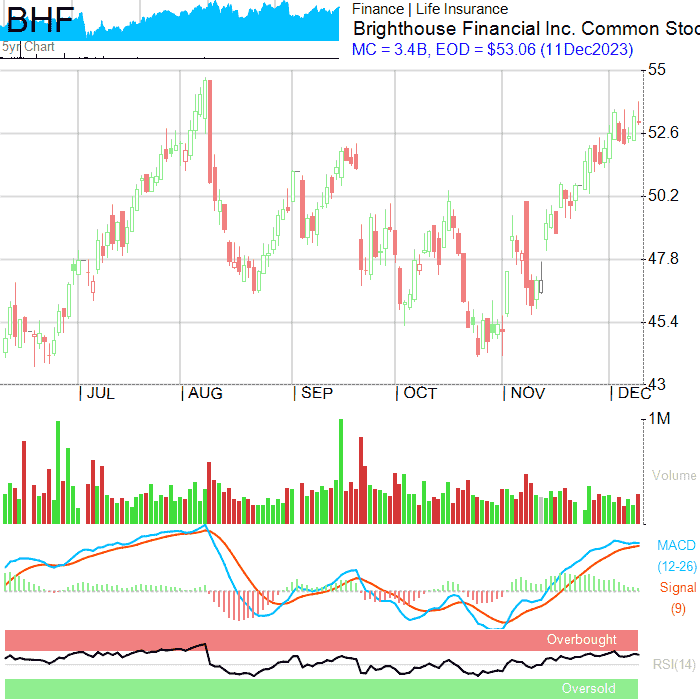 BHF
5yr Chart
Finance | Life Insurance
Brighthouse Financial Inc. Common Stoc
MC = 3.4B, EOD = $53.06 (11Dec2023)
55
52.6
50.2
47.8
45.4
43
| JUL | AUG | SEP | OCT | NOV | DEC
1M
Volume
MACD
(12-26)
Signal
(9)
Overbought
RSI(14)
Oversold